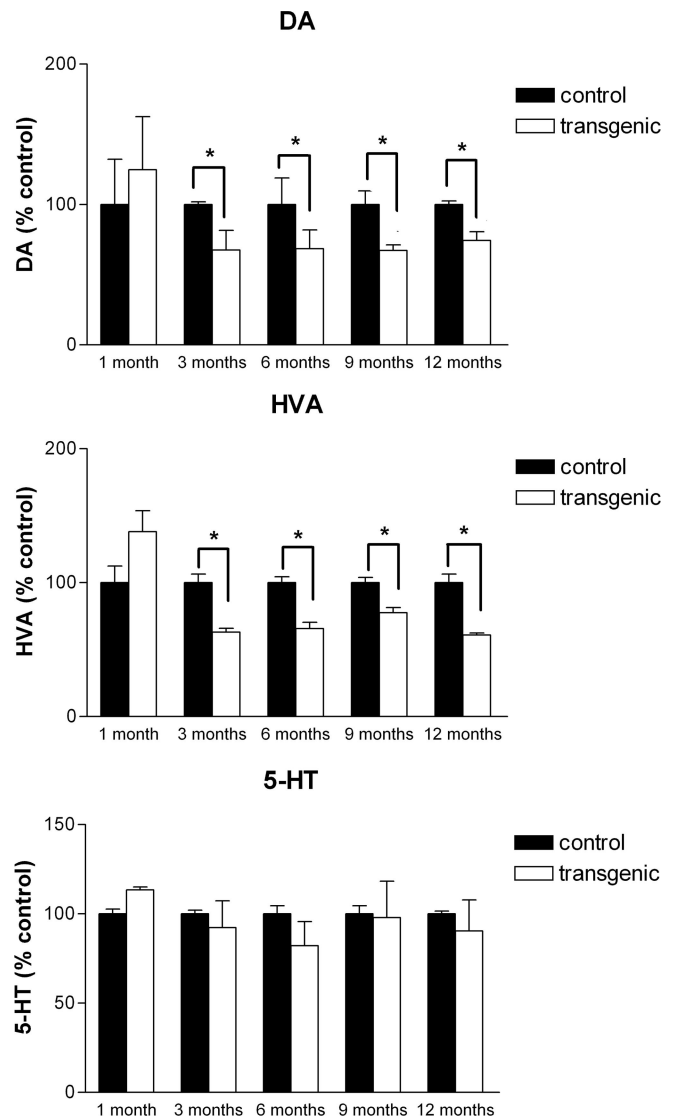 DA
200
100
0
DA (% control)
control
transgenic
*
*
*
*
1 month 3 months 6 months 9 months 12 months
HVA
200
100
0
HVA (% control)
control
transgenic
*
*
*
*
1 month 3 months 6 months 9 months 12 months
5-HT
150
100
50
0
5-HT (% control)
control
transgenic
1 month 3 months 6 months 9 months 12 months